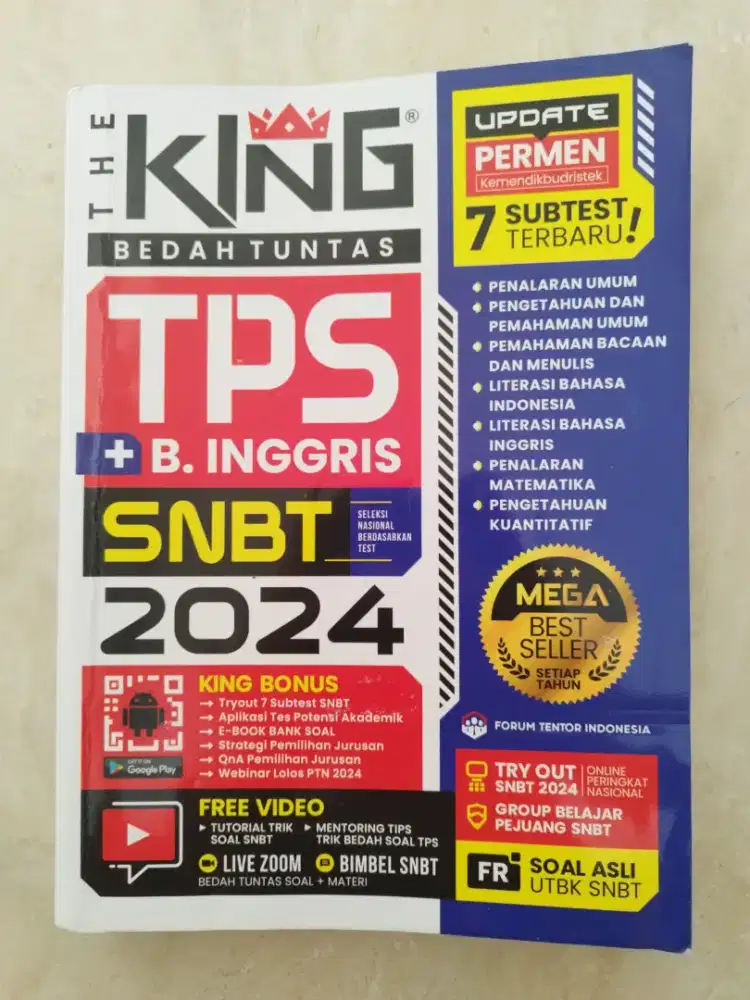 THE KING®
BEDAH TUNTAS
TPS
+ B. INGGRIS
SNBT
SELEKSI
NASIONAL
BERDASARKAN
TEST
2024
KING BONUS
→ Tryout 7 Subtest SNBT
→ Aplikasi Tes Potensi Akademik
→ E-BOOK BANK SOAL
→ Strategi Pemilihan Jurusan
→ QnA Pemilihan Jurusan
→ Webinar Lolos PTN 2024
GET IT ON
Google Play
FREE VIDEO
TUTORIAL TRIK
SOAL SNBT
MENTORING TIPS
TRIK BEDAH SOAL TPS
LIVE ZOOM
BIMBEL SNBT
BEDAH TUNTAS SOAL + MATERI
UPDATE
PERMEN
Kemendikbudristek
7 SUBTEST
TERBARU!
PENALARAN UMUM
PENGETAHUAN DAN
PEMAHAMAN UMUM
PEMAHAMAN BACAAN
DAN MENULIS
LITERASI BAHASA
INDONESIA
LITERASI BAHASA
INGGRIS
PENALARAN
MATEMATIKA
PENGETAHUAN
KUANTITATIF
MEGA
BEST
SELLER
SETIAP
TAHUN
FORUM TENTOR INDONESIA
TRY OUT
SNBT 2024
ONLINE
PERINGKAT
NASIONAL
GROUP BELAJAR
PEJUANG SNBT
FR
SOAL ASLI
UTBK SNBT